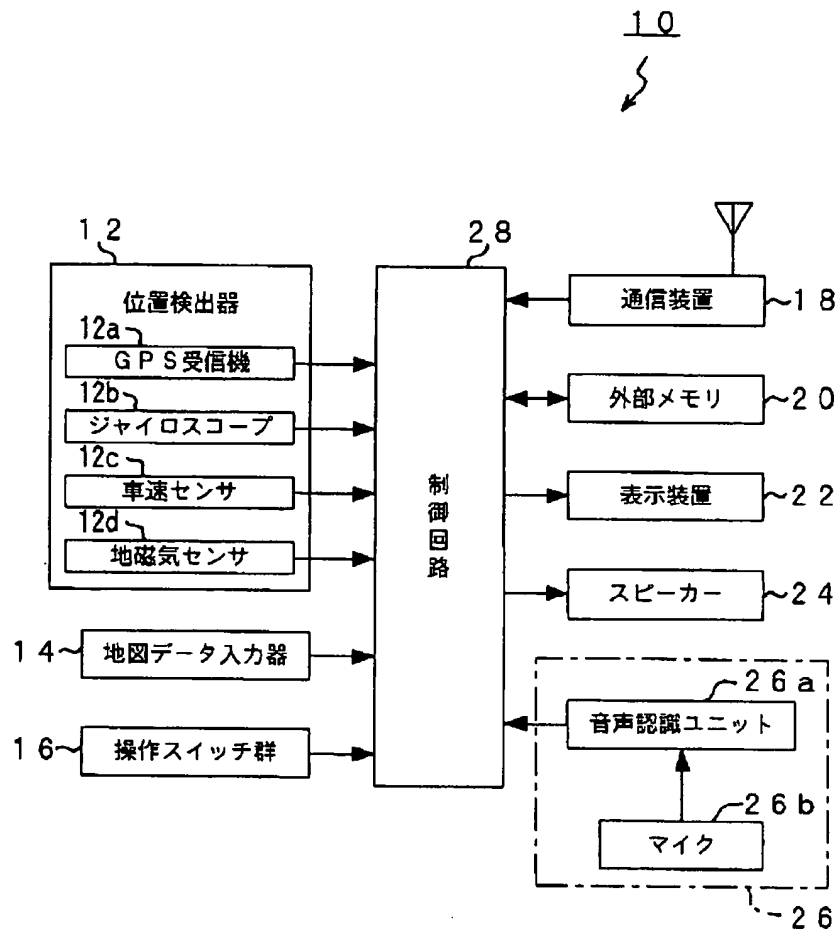 10
12
位置検出器
12a
GPS受信機
12b
ジャイロスコープ
12c
車速センサ
12d
地磁気センサ
14
地図データ入力器
16
操作スイッチ群
28
制御回路
通信装置
18
外部メモリ
20
表示装置
22
スピーカー
24
26a
音声認識ユニット
26b
マイク
26